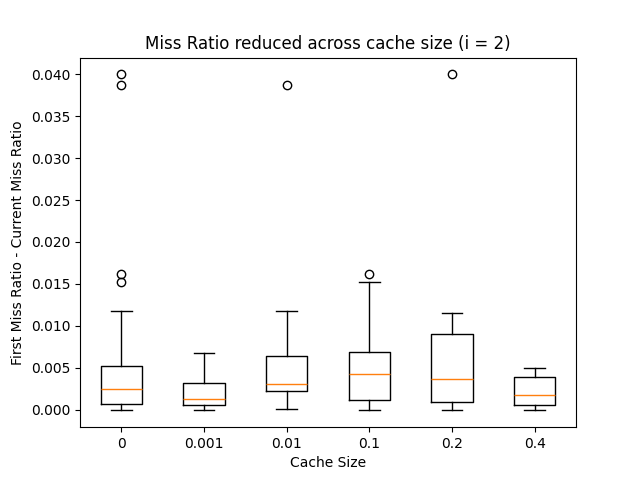 Miss Ratio reduced across cache size (i = 2)
First Miss Ratio - Current Miss Ratio
0.040
0.035
0.030
0.025
0.020
0.015
0.010
0.005
0.000
0 0.001 0.01 0.1 0.2 0.4
Cache Size